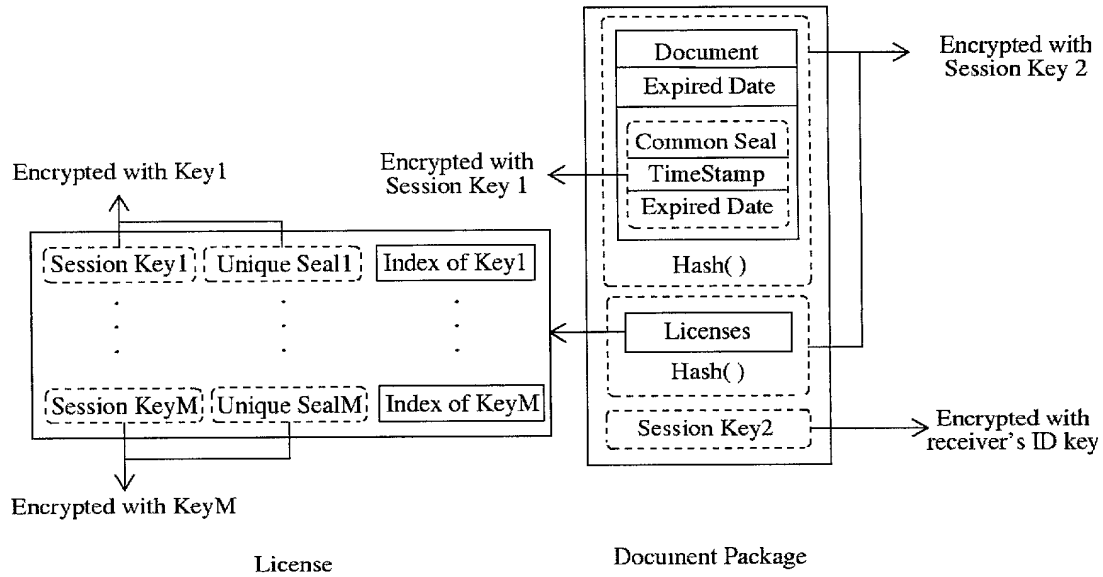 Document
Expired Date
Common Seal
TimeStamp
Expired Date
Hash( )
Licenses
Hash( )
Session Key2
Encrypted with
Session Key 2
Encrypted with
Session Key 1
Encrypted with
receiver's ID key
Encrypted with Key1
Session Key1
Unique Seal1
Index of Key1
Session KeyM
Unique SealM
Index of KeyM
Encrypted with KeyM
License
Document Package